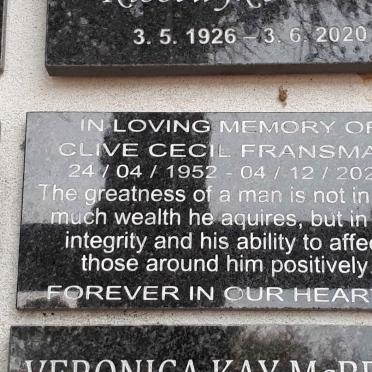 3. 5. 1926 – 3. 6. 2020
IN LOVING MEMORY OF
CLIVE CECIL FRANSMA
24 / 04 / 1952 - 04 / 12 / 202
The greatness of a man is not in
much wealth he aquires, but in
integrity and his ability to affe
those around him positively
FOREVER IN OUR HEART
VERONICA KAY